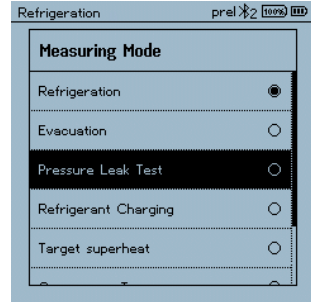 Refrigeration prel 2 100%
Measuring Mode
Refrigeration
Evacuation
Pressure Leak Test
Refrigerant Charging
Target superheat